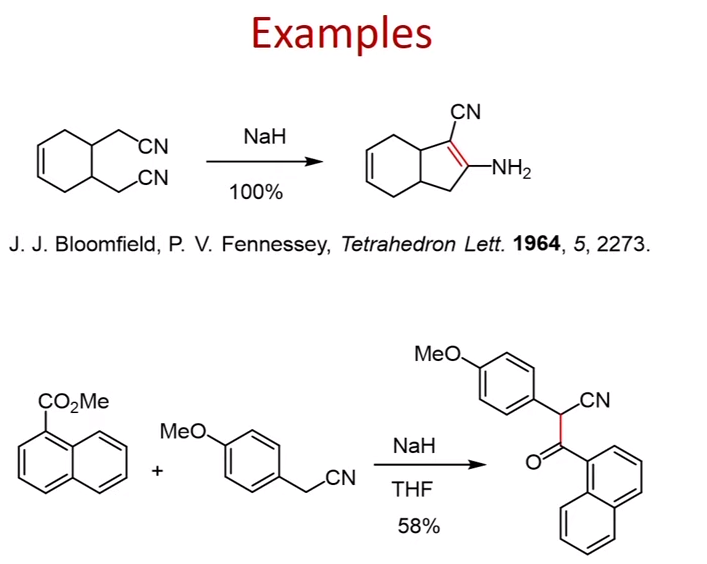 Examples
CN
CN
NaH
100%
CN
NH₂
J. J. Bloomfield, P. V. Fennessey, Tetrahedron Lett. 1964, 5, 2273.
CO₂Me
+
MeO
CN
NaH
THF
58%
MeO
CN
O